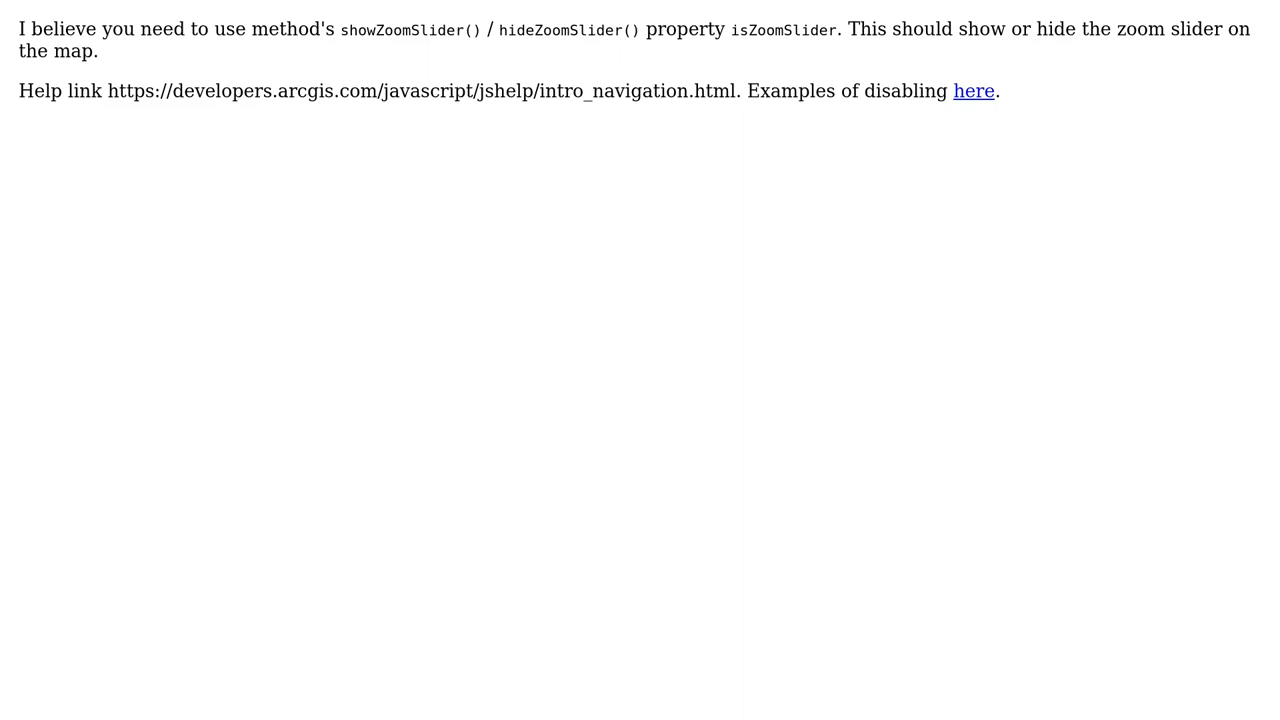 I believe you need to use method's showZoomSlider() / hideZoomSlider() property isZoomSlider. This should show or hide the zoom slider on
the map.
Help link https://developers.arcgis.com/javascript/jshelp/intro_navigation.html. Examples of disabling here.